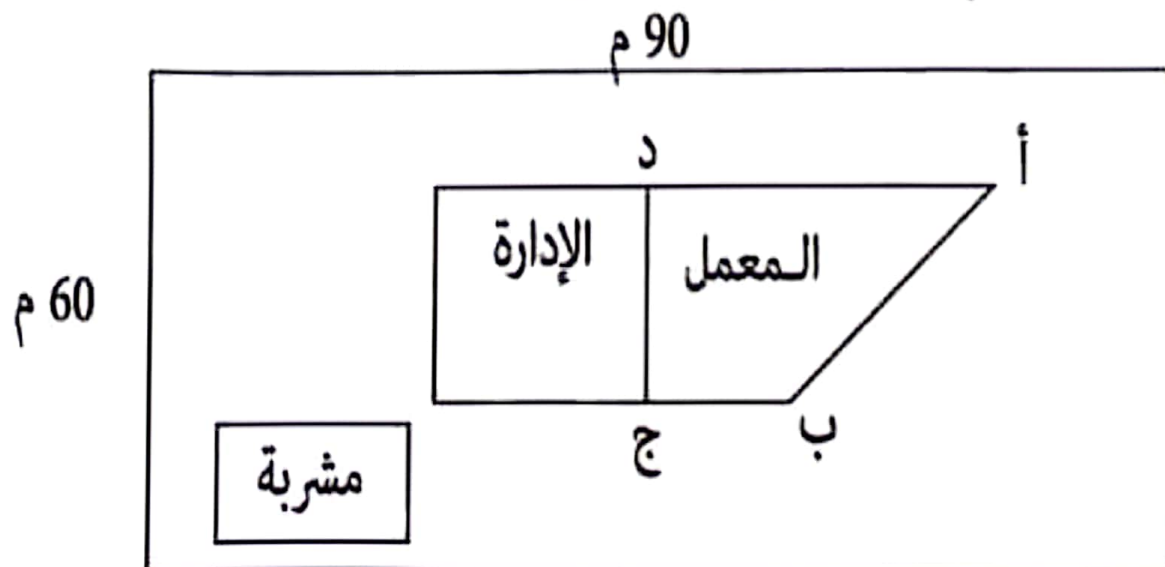 90 م
د
أ
الإدارة
المعمل
60 م
ج
ب
مشربة